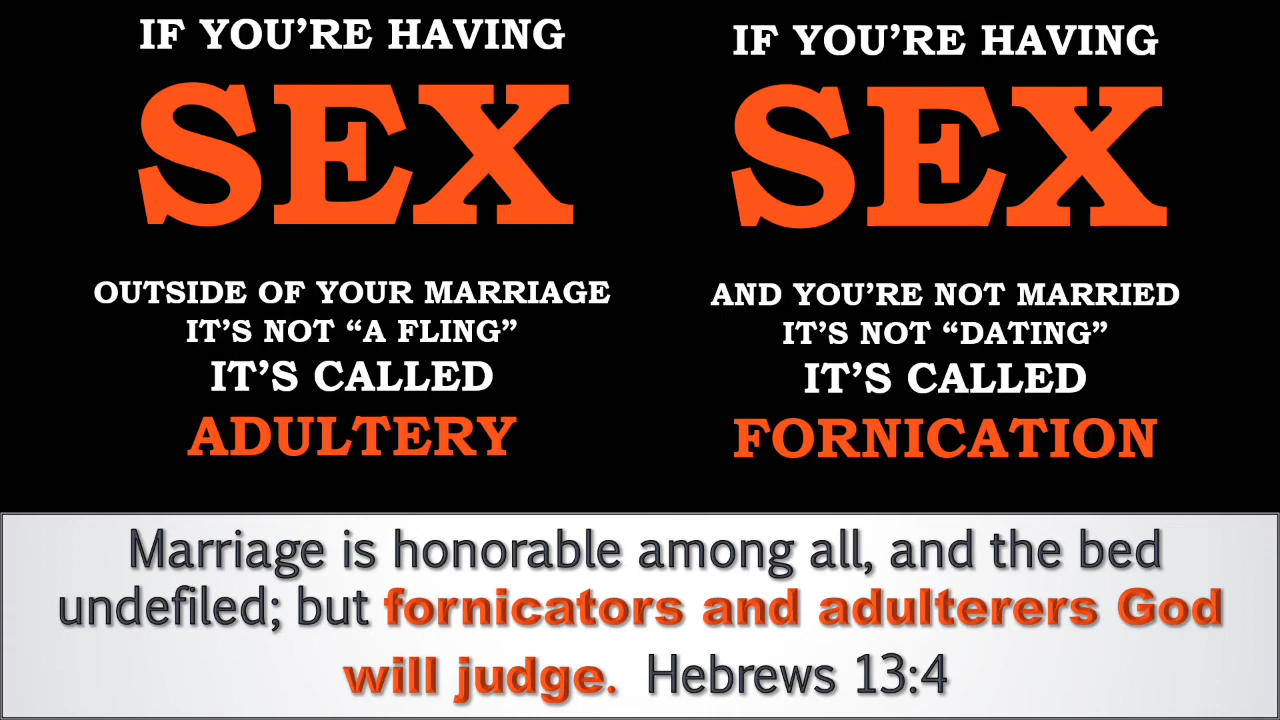 IF YOU'RE HAVING
SEX
OUTSIDE OF YOUR MARRIAGE
IT'S NOT “A FLING”
IT'S CALLED
ADULTERY
IF YOU'RE HAVING
SEX
AND YOU'RE NOT MARRIED
IT'S NOT “DATING”
IT'S CALLED
FORNICATION
Marriage is honorable among all, and the bed
undefiled; but fornicators and adulterers God
will judge. Hebrews 13:4